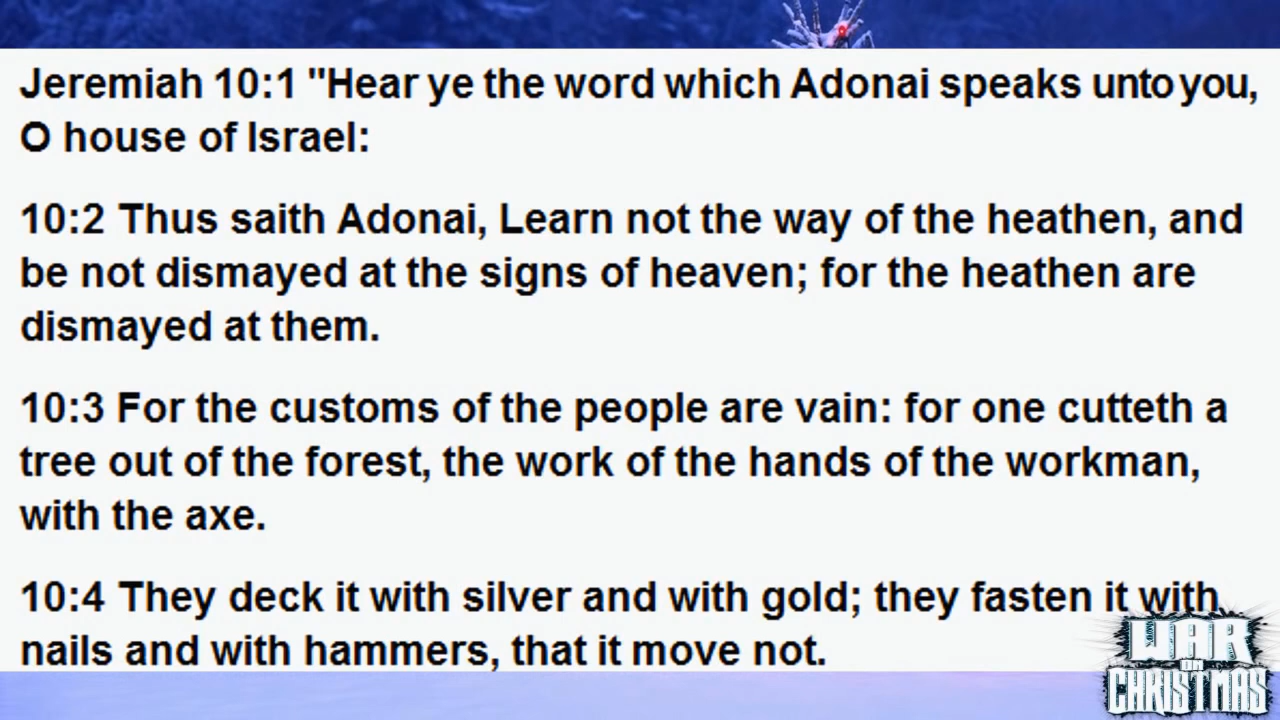 Jeremiah 10:1 "Hear ye the word which Adonai speaks unto you,
O house of Israel:
10:2 Thus saith Adonai, Learn not the way of the heathen, and
be not dismayed at the signs of heaven; for the heathen are
dismayed at them.
10:3 For the customs of the people are vain: for one cutteth a
tree out of the forest, the work of the hands of the workman,
with the axe.
10:4 They deck it with silver and with gold; they fasten it with
nails and with hammers, that it move not.
WAR
ON
CHRISTMAS